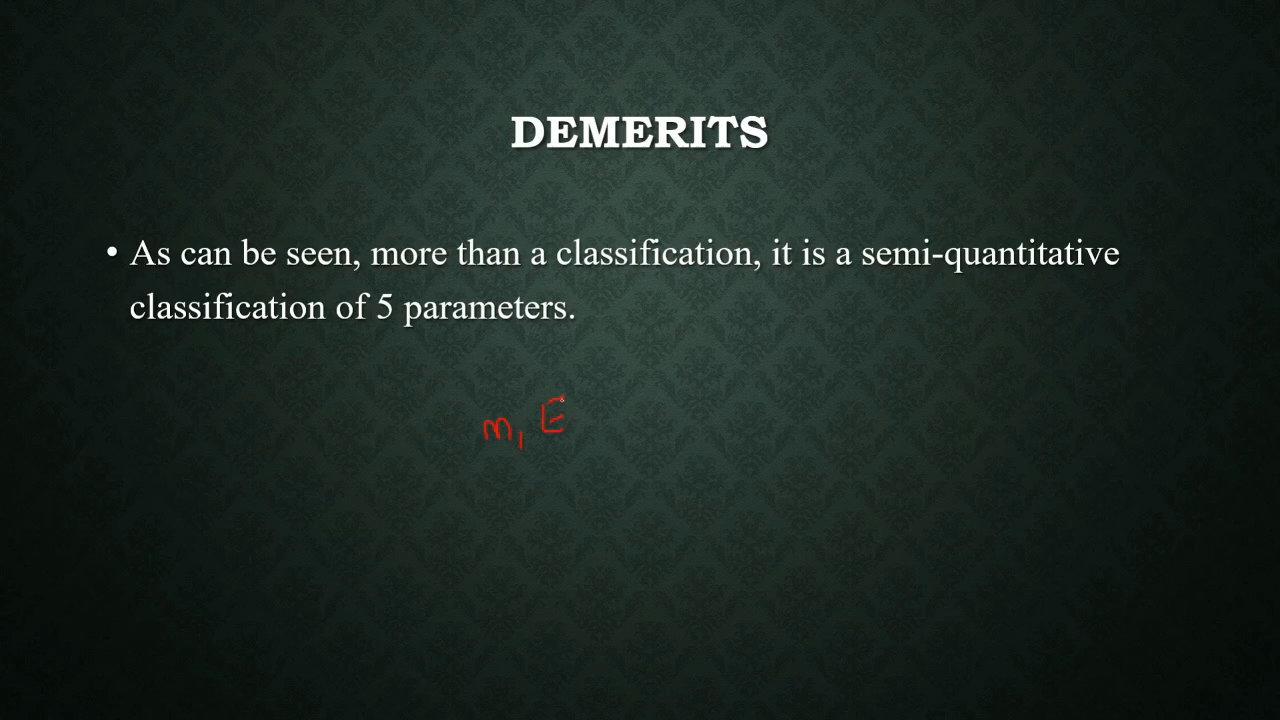 DEMERITS
• As can be seen, more than a classification, it is a semi-quantitative
classification of 5 parameters.
m, E